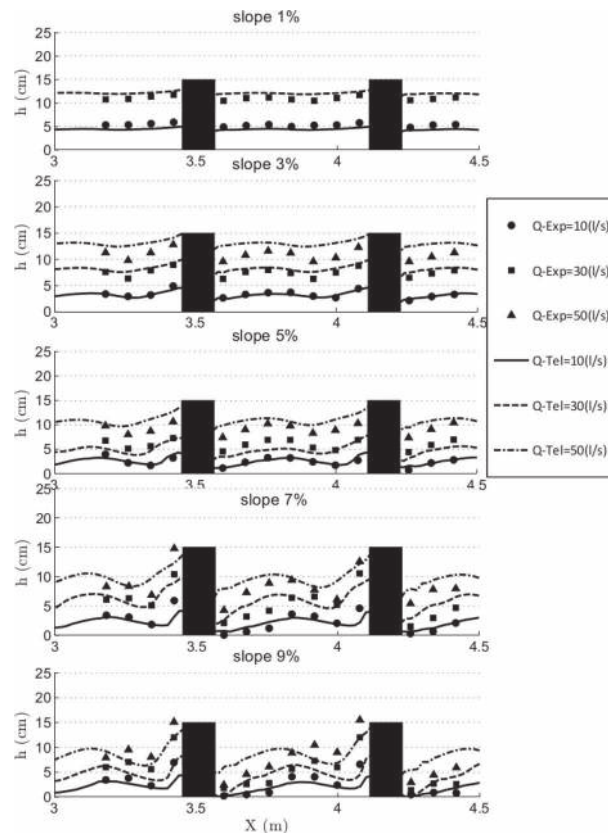 slope 1%
25
20
15
10
5
0
h (cm)
3
3.5
4
4.5
slope 3%
25
20
15
10
5
0
h (cm)
3
3.5
4
4.5
slope 5%
25
20
15
10
5
0
h (cm)
3
3.5
4
4.5
slope 7%
25
20
15
10
5
0
h (cm)
3
3.5
4
4.5
slope 9%
25
20
15
10
5
0
h (cm)
3
3.5
4
4.5
X (m)
Q-Exp=10(l/s)
Q-Exp=30(l/s)
Q-Exp=50(l/s)
Q-Tel=10(l/s)
Q-Tel=30(l/s)
Q-Tel=50(l/s)